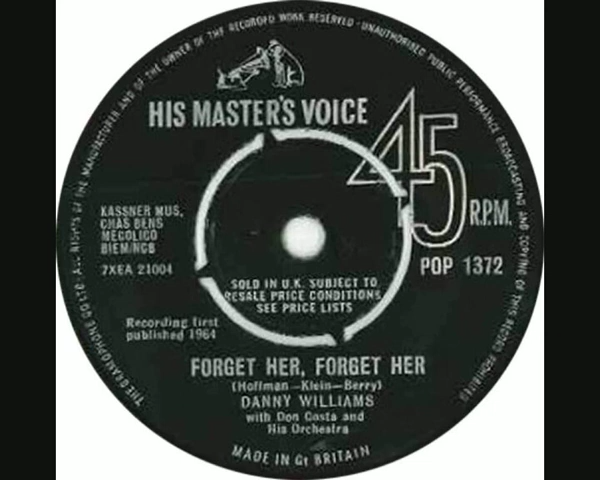 THE GRAMOPHONE CO. LTD. ALL RIGHTS OF THE MANUFACTURER AND OF THE OWNER OF THE RECORDED WORK RESERVED · UNAUTHORISED PUBLIC PERFORMANCE BROADCASTING AND COPYING OF THIS RECORD PROHIBITED
HIS MASTER'S VOICE
45
R.P.M.
KASSNER MUS.
CHAS BENS
MECOLICO
BIEM/NCB
7XEA 21004
POP 1372
SOLD IN U.K. SUBJECT TO
RESALE PRICE CONDITIONS
SEE PRICE LISTS
Recording first
published 1964
FORGET HER, FORGET HER
(Hoffman—Klein—Berry)
DANNY WILLIAMS
with Don Costa and
His Orchestra
MADE IN Gt BRITAIN